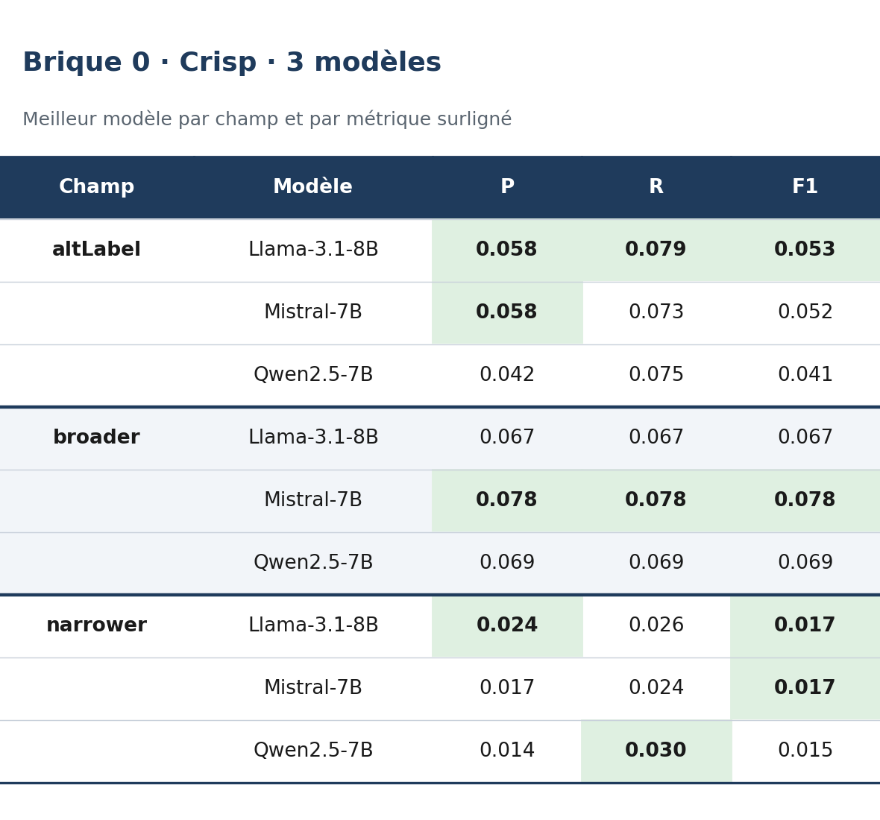 Brique 0 · Crisp · 3 modèles
Meilleur modèle par champ et par métrique surligné
Champ Modèle P R F1
altLabel Llama-3.1-8B 0.058 0.079 0.053
Mistral-7B 0.058 0.073 0.052
Qwen2.5-7B 0.042 0.075 0.041
broader Llama-3.1-8B 0.067 0.067 0.067
Mistral-7B 0.078 0.078 0.078
Qwen2.5-7B 0.069 0.069 0.069
narrower Llama-3.1-8B 0.024 0.026 0.017
Mistral-7B 0.017 0.024 0.017
Qwen2.5-7B 0.014 0.030 0.015